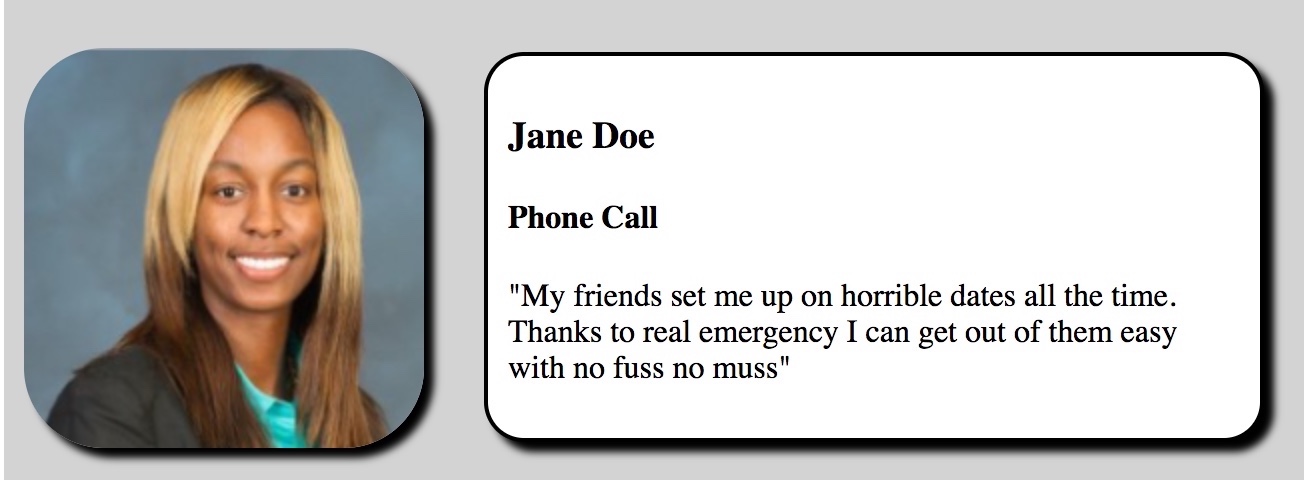 Jane Doe
Phone Call
"My friends set me up on horrible dates all the time.
Thanks to real emergency I can get out of them easy
with no fuss no muss"